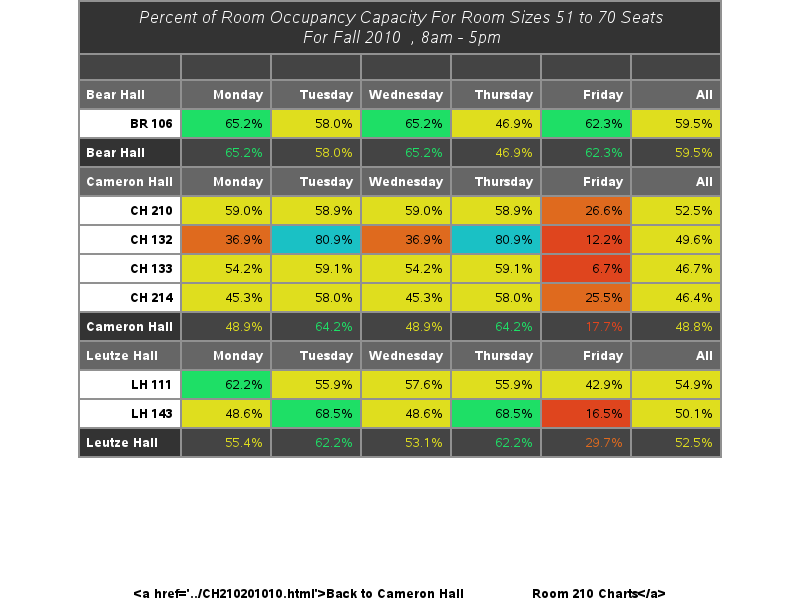 Percent of Room Occupancy Capacity For Room Sizes 51 to 70 Seats
For Fall 2010 , 8am - 5pm
Bear Hall Monday Tuesday Wednesday Thursday Friday All
BR 106 65.2% 58.0% 65.2% 46.9% 62.3% 59.5%
Bear Hall 65.2% 58.0% 65.2% 46.9% 62.3% 59.5%
Cameron Hall Monday Tuesday Wednesday Thursday Friday All
CH 210 59.0% 58.9% 59.0% 58.9% 26.6% 52.5%
CH 132 36.9% 80.9% 36.9% 80.9% 12.2% 49.6%
CH 133 54.2% 59.1% 54.2% 59.1% 6.7% 46.7%
CH 214 45.3% 58.0% 45.3% 58.0% 25.5% 46.4%
Cameron Hall 48.9% 64.2% 48.9% 64.2% 17.7% 48.8%
Leutze Hall Monday Tuesday Wednesday Thursday Friday All
LH 111 62.2% 55.9% 57.6% 55.9% 42.9% 54.9%
LH 143 48.6% 68.5% 48.6% 68.5% 16.5% 50.1%
Leutze Hall 55.4% 62.2% 53.1% 62.2% 29.7% 52.5%
<a href='../CH210201010.html'>Back to Cameron Hall Room 210 Charts</a>